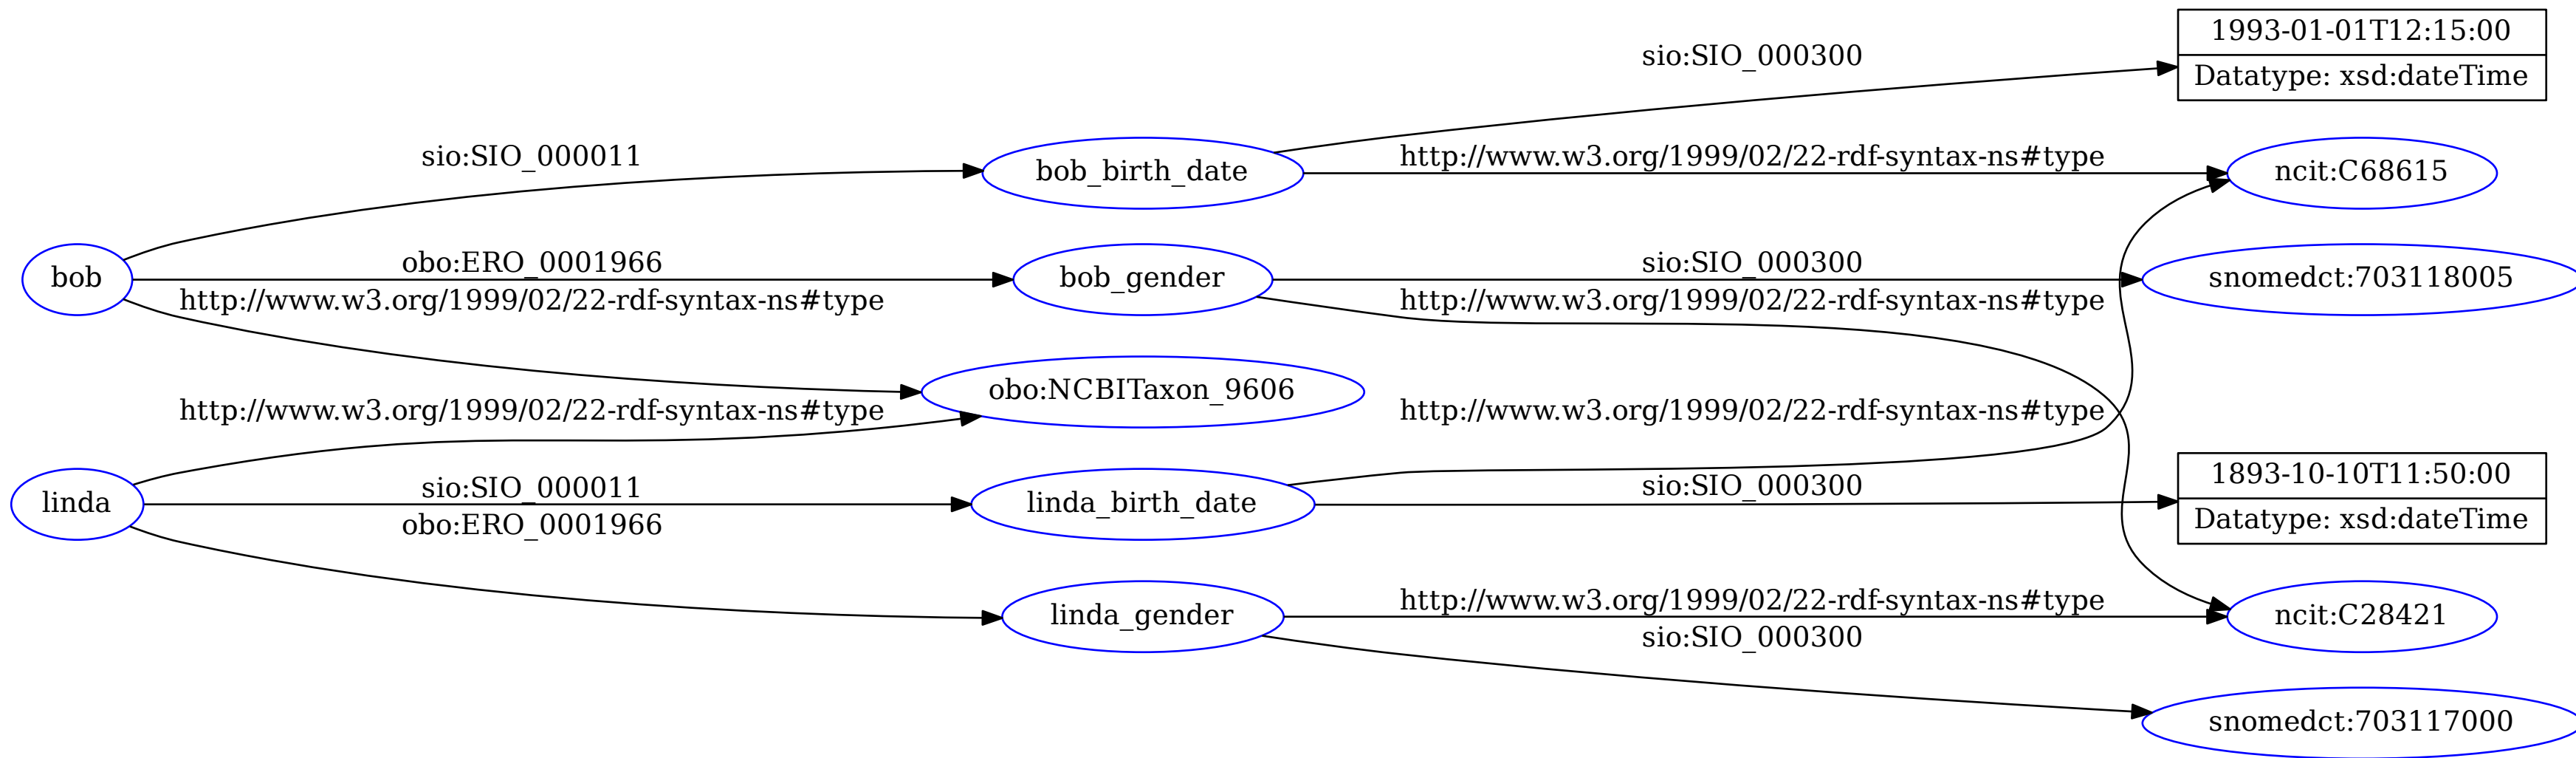 1993-01-01T12:15:00
sio:SIO_000300
Datatype: xsd:dateTime
sio:SIO_000011
http://www.w3.org/1999/02/22-rdf-syntax-ns#type
bob_birth_date
ncit:C68615
obo:ERO_0001966
sio:SIO_000300
bob
bob_gender
snomedct:703118005
http://www.w3.org/1999/02/22-rdf-syntax-ns#type
http://www.w3.org/1999/02/22-rdf-syntax-ns#type
obo:NCBITaxon_9606
http://www.w3.org/1999/02/22-rdf-syntax-ns#type
http://www.w3.org/1999/02/22-rdf-syntax-ns#type
1893-10-10T11:50:00
sio:SIO_000011
sio:SIO_000300
linda
linda_birth_date
Datatype: xsd:dateTime
obo:ERO_0001966
http://www.w3.org/1999/02/22-rdf-syntax-ns#type
linda_gender
ncit:C28421
sio:SIO_000300
snomedct:703117000